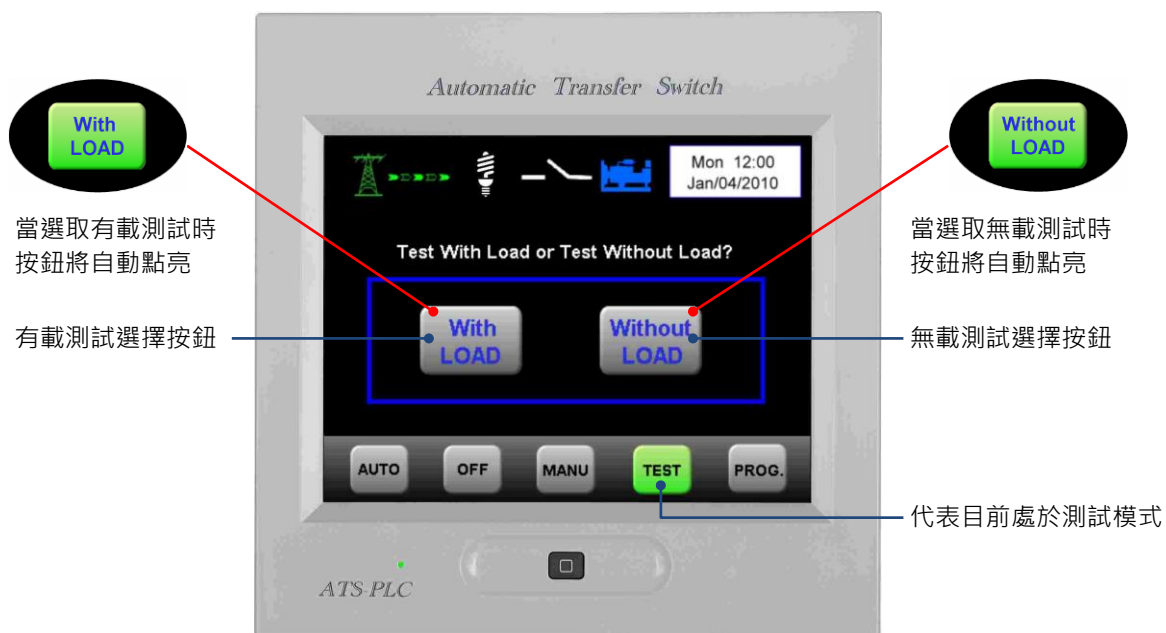 Automatic Transfer Switch
With
LOAD
Without
LOAD
Mon 12:00
Jan/04/2010
當選取有載測試時
按鈕將自動點亮
當選取無載測試時
按鈕將自動點亮
Test With Load or Test Without Load?
有載測試選擇按鈕
With
LOAD
Without
LOAD
無載測試選擇按鈕
AUTO
OFF
MANU
TEST
PROG.
代表目前處於測試模式
ATS-PLC